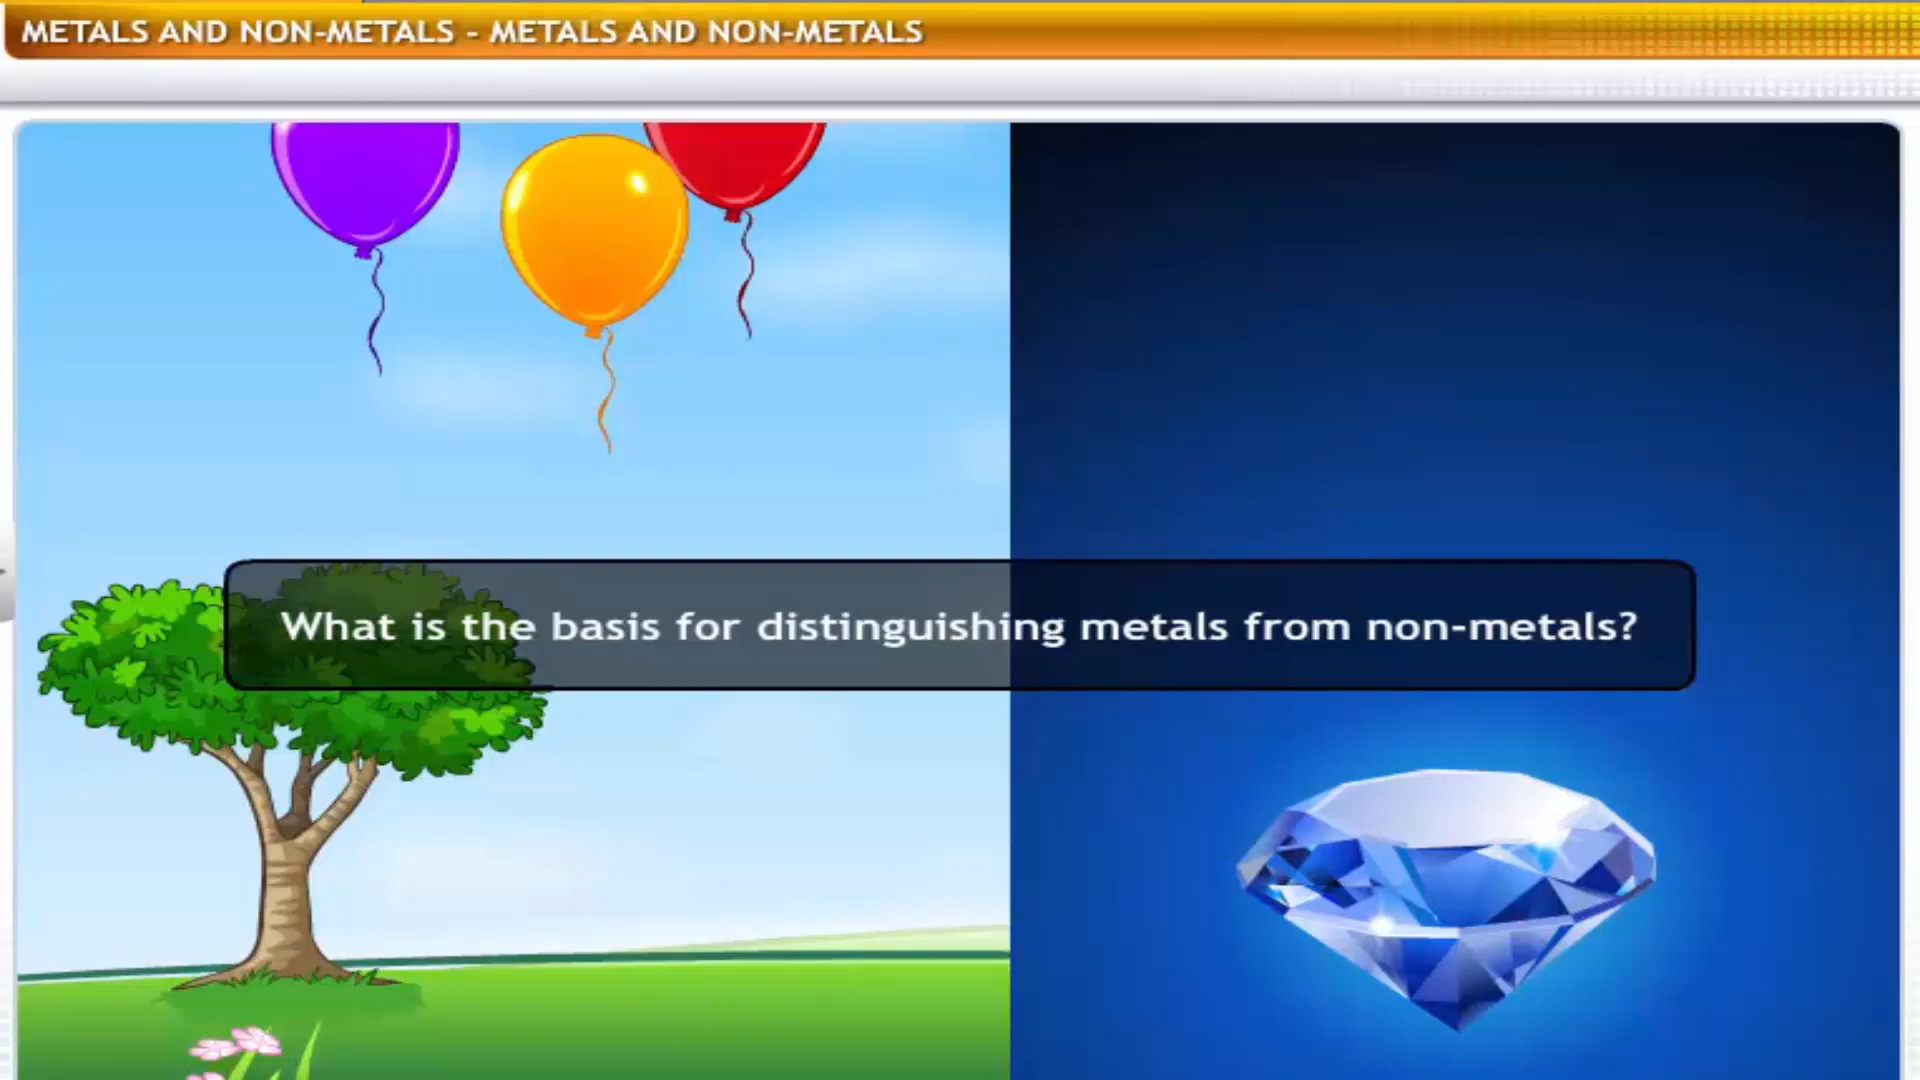 METALS AND NON-METALS - METALS AND NON-METALS
What is the basis for distinguishing metals from non-metals?